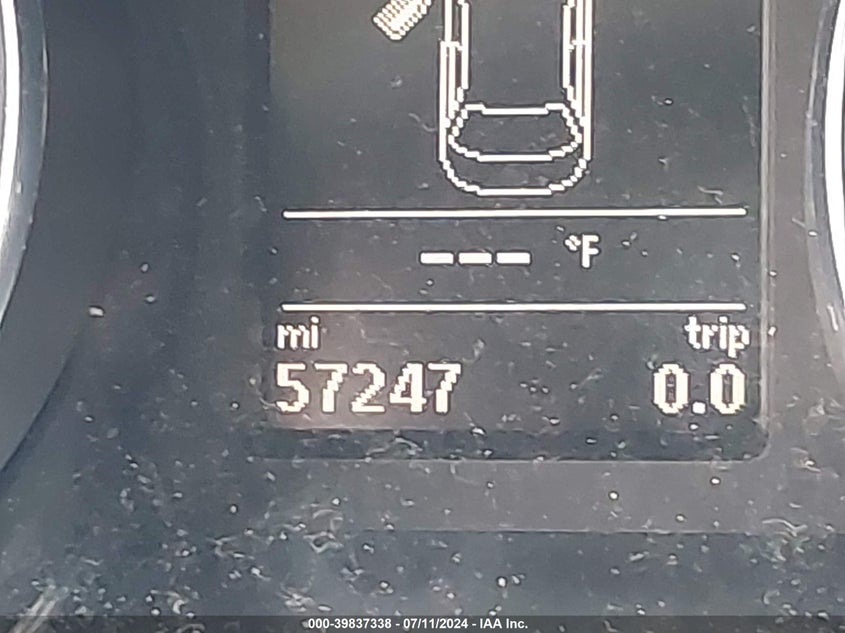 --- °F
mi trip
57247 0.0
000-39837338 - 07/11/2024 - IAA Inc.